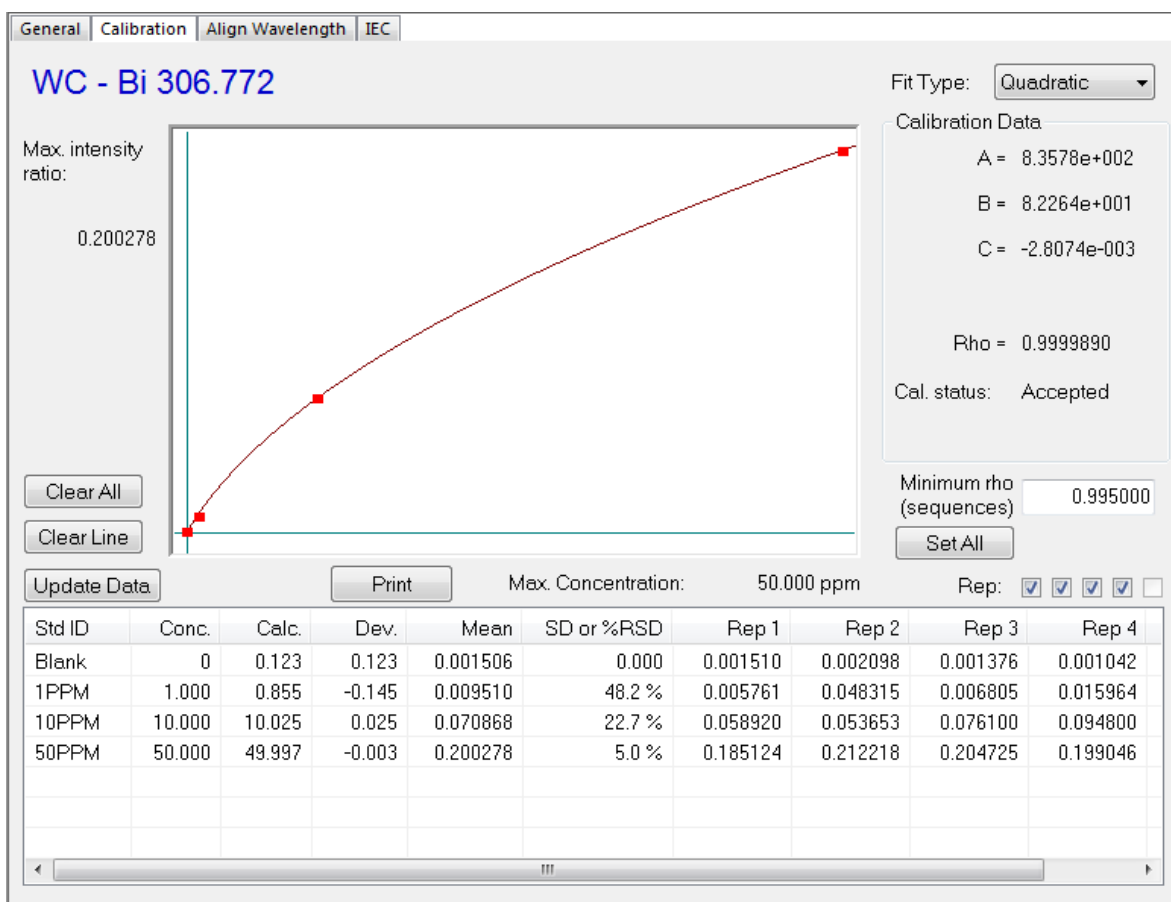 General Calibration Align Wavelength IEC
WC - Bi 306.772
Fit Type: Quadratic
Calibration Data
Max. intensity
ratio:
0.200278
A = 8.3578e+002
B = 8.2264e+001
C = -2.8074e-003
Rho = 0.9999890
Cal. status: Accepted
Clear All
Clear Line
Minimum rho
(sequences) 0.995000
Set All
Update Data Print Max. Concentration: 50.000 ppm Rep:
Std ID Conc. Calc. Dev. Mean SD or %RSD Rep 1 Rep 2 Rep 3 Rep 4
Blank 0 0.123 0.123 0.001506 0.000 0.001510 0.002098 0.001376 0.001042
1PPM 1.000 0.855 -0.145 0.009510 48.2 % 0.005761 0.048315 0.006805 0.015964
10PPM 10.000 10.025 0.025 0.070868 22.7 % 0.058920 0.053653 0.076100 0.094800
50PPM 50.000 49.997 -0.003 0.200278 5.0 % 0.185124 0.212218 0.204725 0.199046